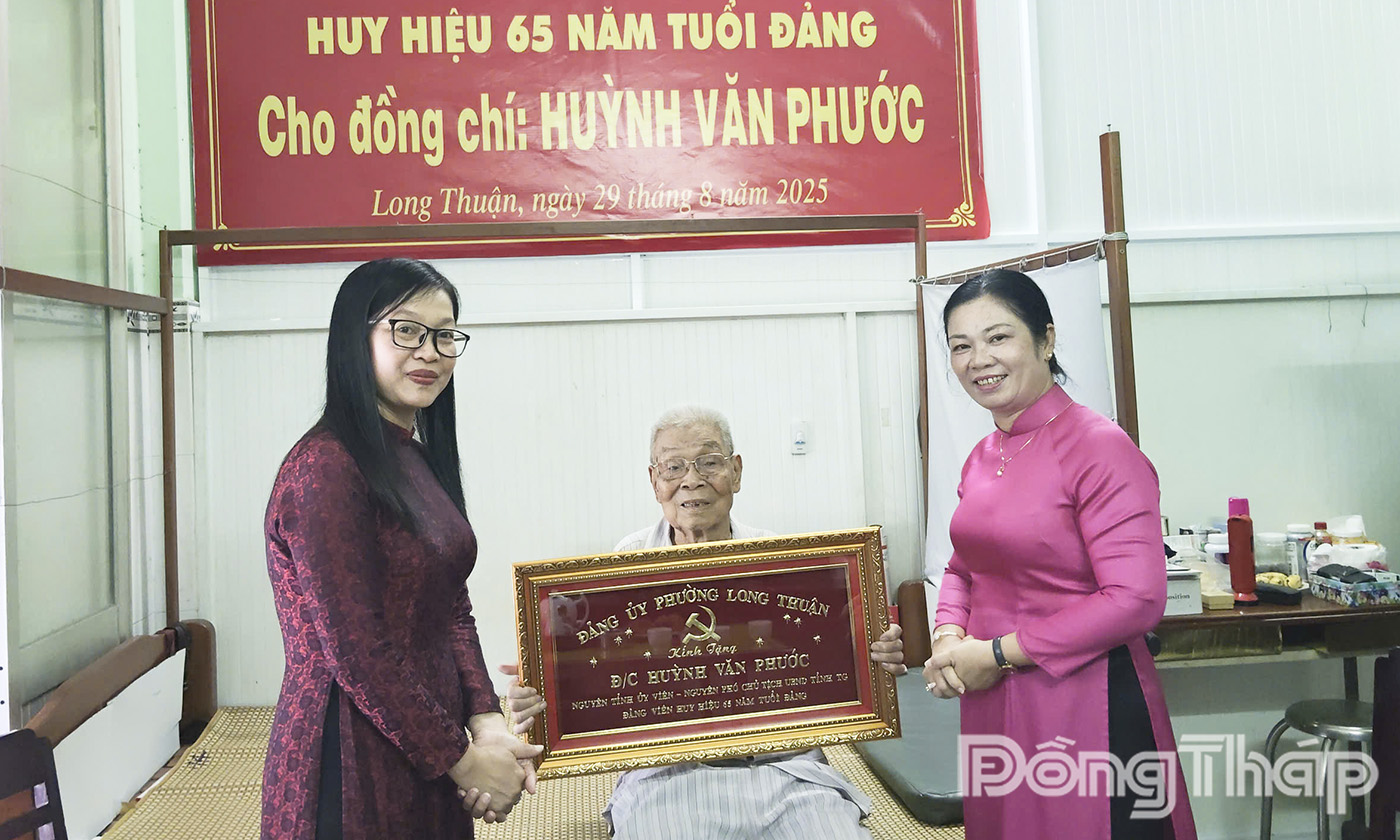 HUY HIỆU 65 NĂM TUỔI ĐẢNG
Cho đồng chí: HUỲNH VĂN PHƯỚC
Long Thuận, ngày 29 tháng 8 năm 2025
ĐẢNG ỦY PHƯỜNG LONG THUẬN
Kính Tặng
Đ/C HUỲNH VĂN PHƯỚC
NGUYÊN TỈNH ỦY VIÊN - NGUYÊN PHÓ CHỦ TỊCH UBND TỈNH TG
ĐẢNG VIÊN HUY HIỆU 65 NĂM TUỔI ĐẢNG
ĐồngTháp